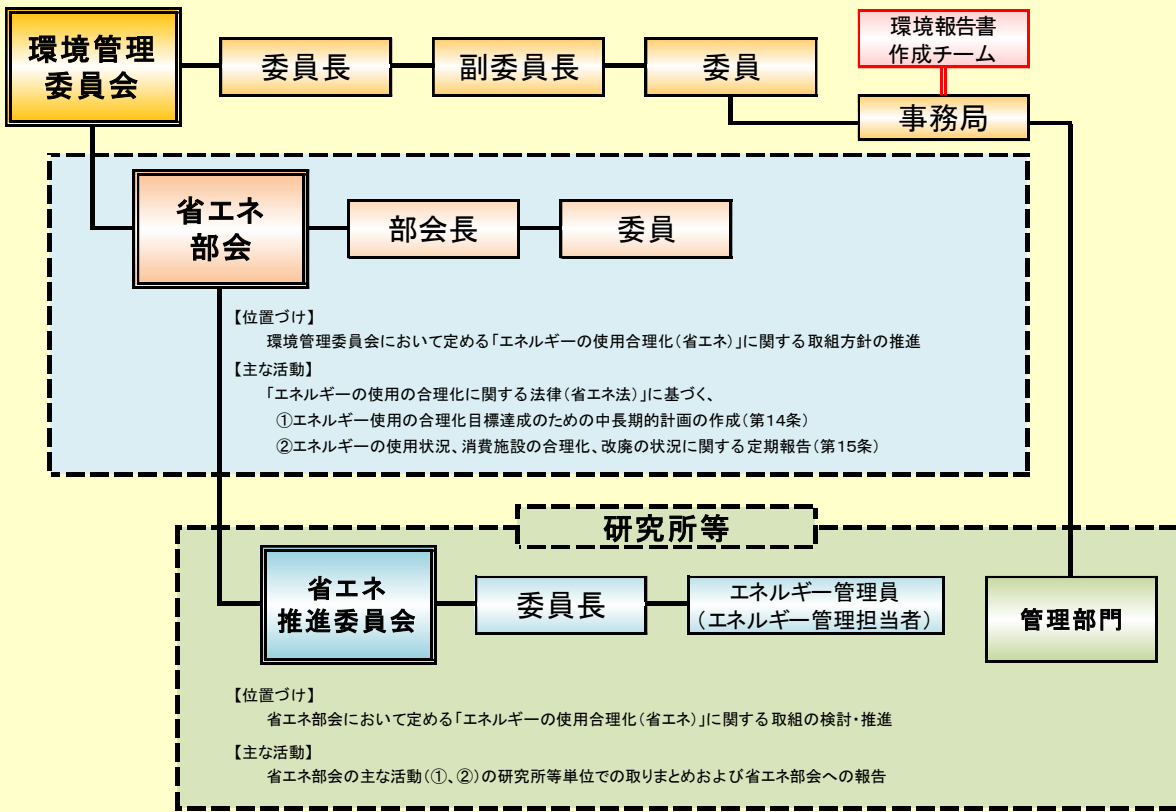 環境管理
委員会
委員長
副委員長
委員
環境報告書
作成チーム
事務局
省エネ
部会
部会長
委員
【位置づけ】
環境管理委員会において定める「エネルギーの使用合理化(省エネ)」に関する取組方針の推進
【主な活動】
「エネルギーの使用の合理化に関する法律(省エネ法)」に基づく、
①エネルギー使用の合理化目標達成のための中長期的計画の作成(第14条)
②エネルギーの使用状況、消費施設の合理化、改廃の状況に関する定期報告(第15条)
研究所等
省エネ
推進委員会
委員長
エネルギー管理員
(エネルギー管理担当者)
管理部門
【位置づけ】
省エネ部会において定める「エネルギーの使用合理化(省エネ)」に関する取組の検討・推進
【主な活動】
省エネ部会の主な活動(①、②)の研究所等単位での取りまとめおよび省エネ部会への報告